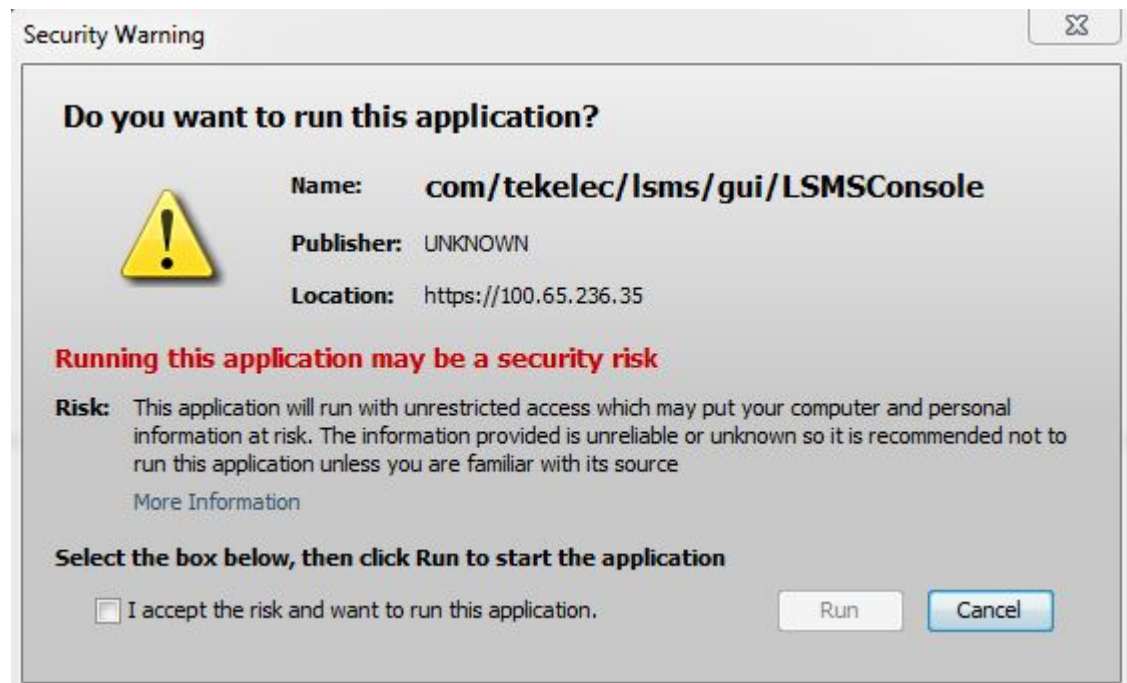 Security Warning
Do you want to run this application?
Name: com/tekelec/lsms/gui/LSMSConsole
Publisher: UNKNOWN
Location: https://100.65.236.35
Running this application may be a security risk
Risk: This application will run with unrestricted access which may put your computer and personal
information at risk. The information provided is unreliable or unknown so it is recommended not to
run this application unless you are familiar with its source
More Information
Select the box below, then click Run to start the application
I accept the risk and want to run this application. Run Cancel